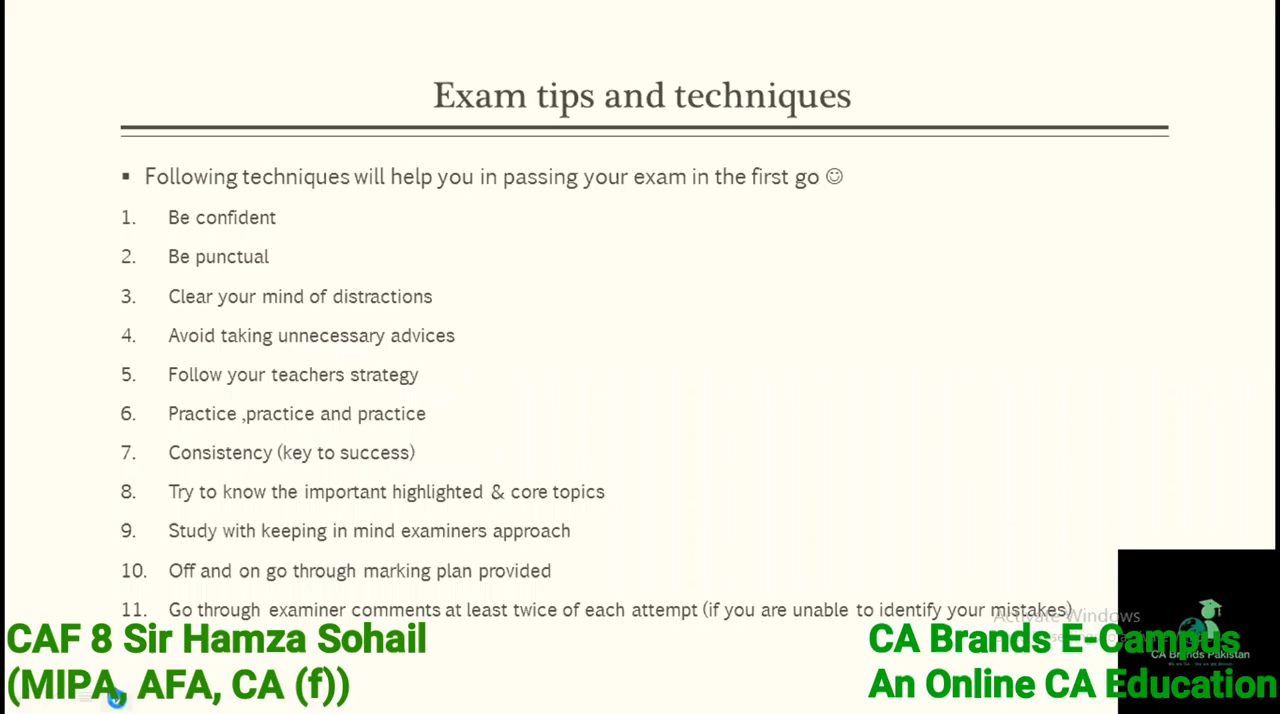 Exam tips and techniques
▪ Following techniques will help you in passing your exam in the first go ☺
1. Be confident
2. Be punctual
3. Clear your mind of distractions
4. Avoid taking unnecessary advices
5. Follow your teachers strategy
6. Practice ,practice and practice
7. Consistency (key to success)
8. Try to know the important highlighted & core topics
9. Study with keeping in mind examiners approach
10. Off and on go through marking plan provided
11. Go through examiner comments at least twice of each attempt (if you are unable to identify your mistakes)
Activate Windows
CAF 8 Sir Hamza Sohail
(MIPA, AFA, CA (f))
CA Brands E-Campus
An Online CA Education
CA Brands Pakistan